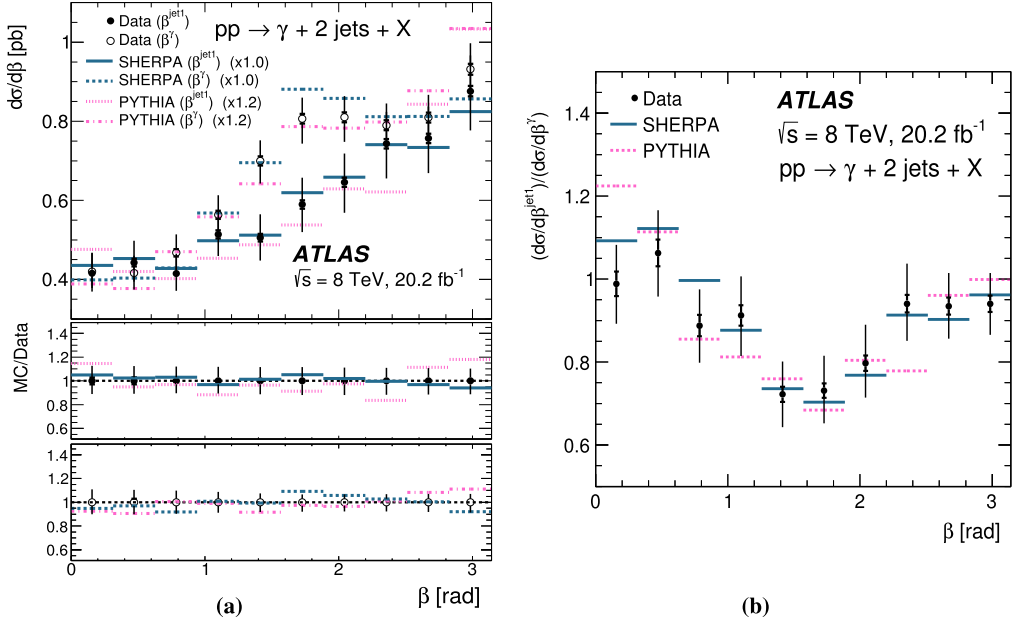 dσ/dβ [pb]
1
0.8
0.6
0.4
Data (β^jet1)
Data (β^γ)
SHERPA (β^jet1) (x1.0)
SHERPA (β^γ) (x1.0)
PYTHIA (β^jet1) (x1.2)
PYTHIA (β^γ) (x1.2)
pp → γ + 2 jets + X
ATLAS
√s = 8 TeV, 20.2 fb⁻¹
MC/Data
1.4
1.2
1
0.8
0.6
1.4
1.2
1
0.8
0.6
0 1 2 3
β [rad]
(a)
(dσ/dβ^jet1)/(dσ/dβ^γ)
1.4
1.2
1.0
0.8
0.6
Data
SHERPA
PYTHIA
ATLAS
√s = 8 TeV, 20.2 fb⁻¹
pp → γ + 2 jets + X
0 1 2 3
β [rad]
(b)